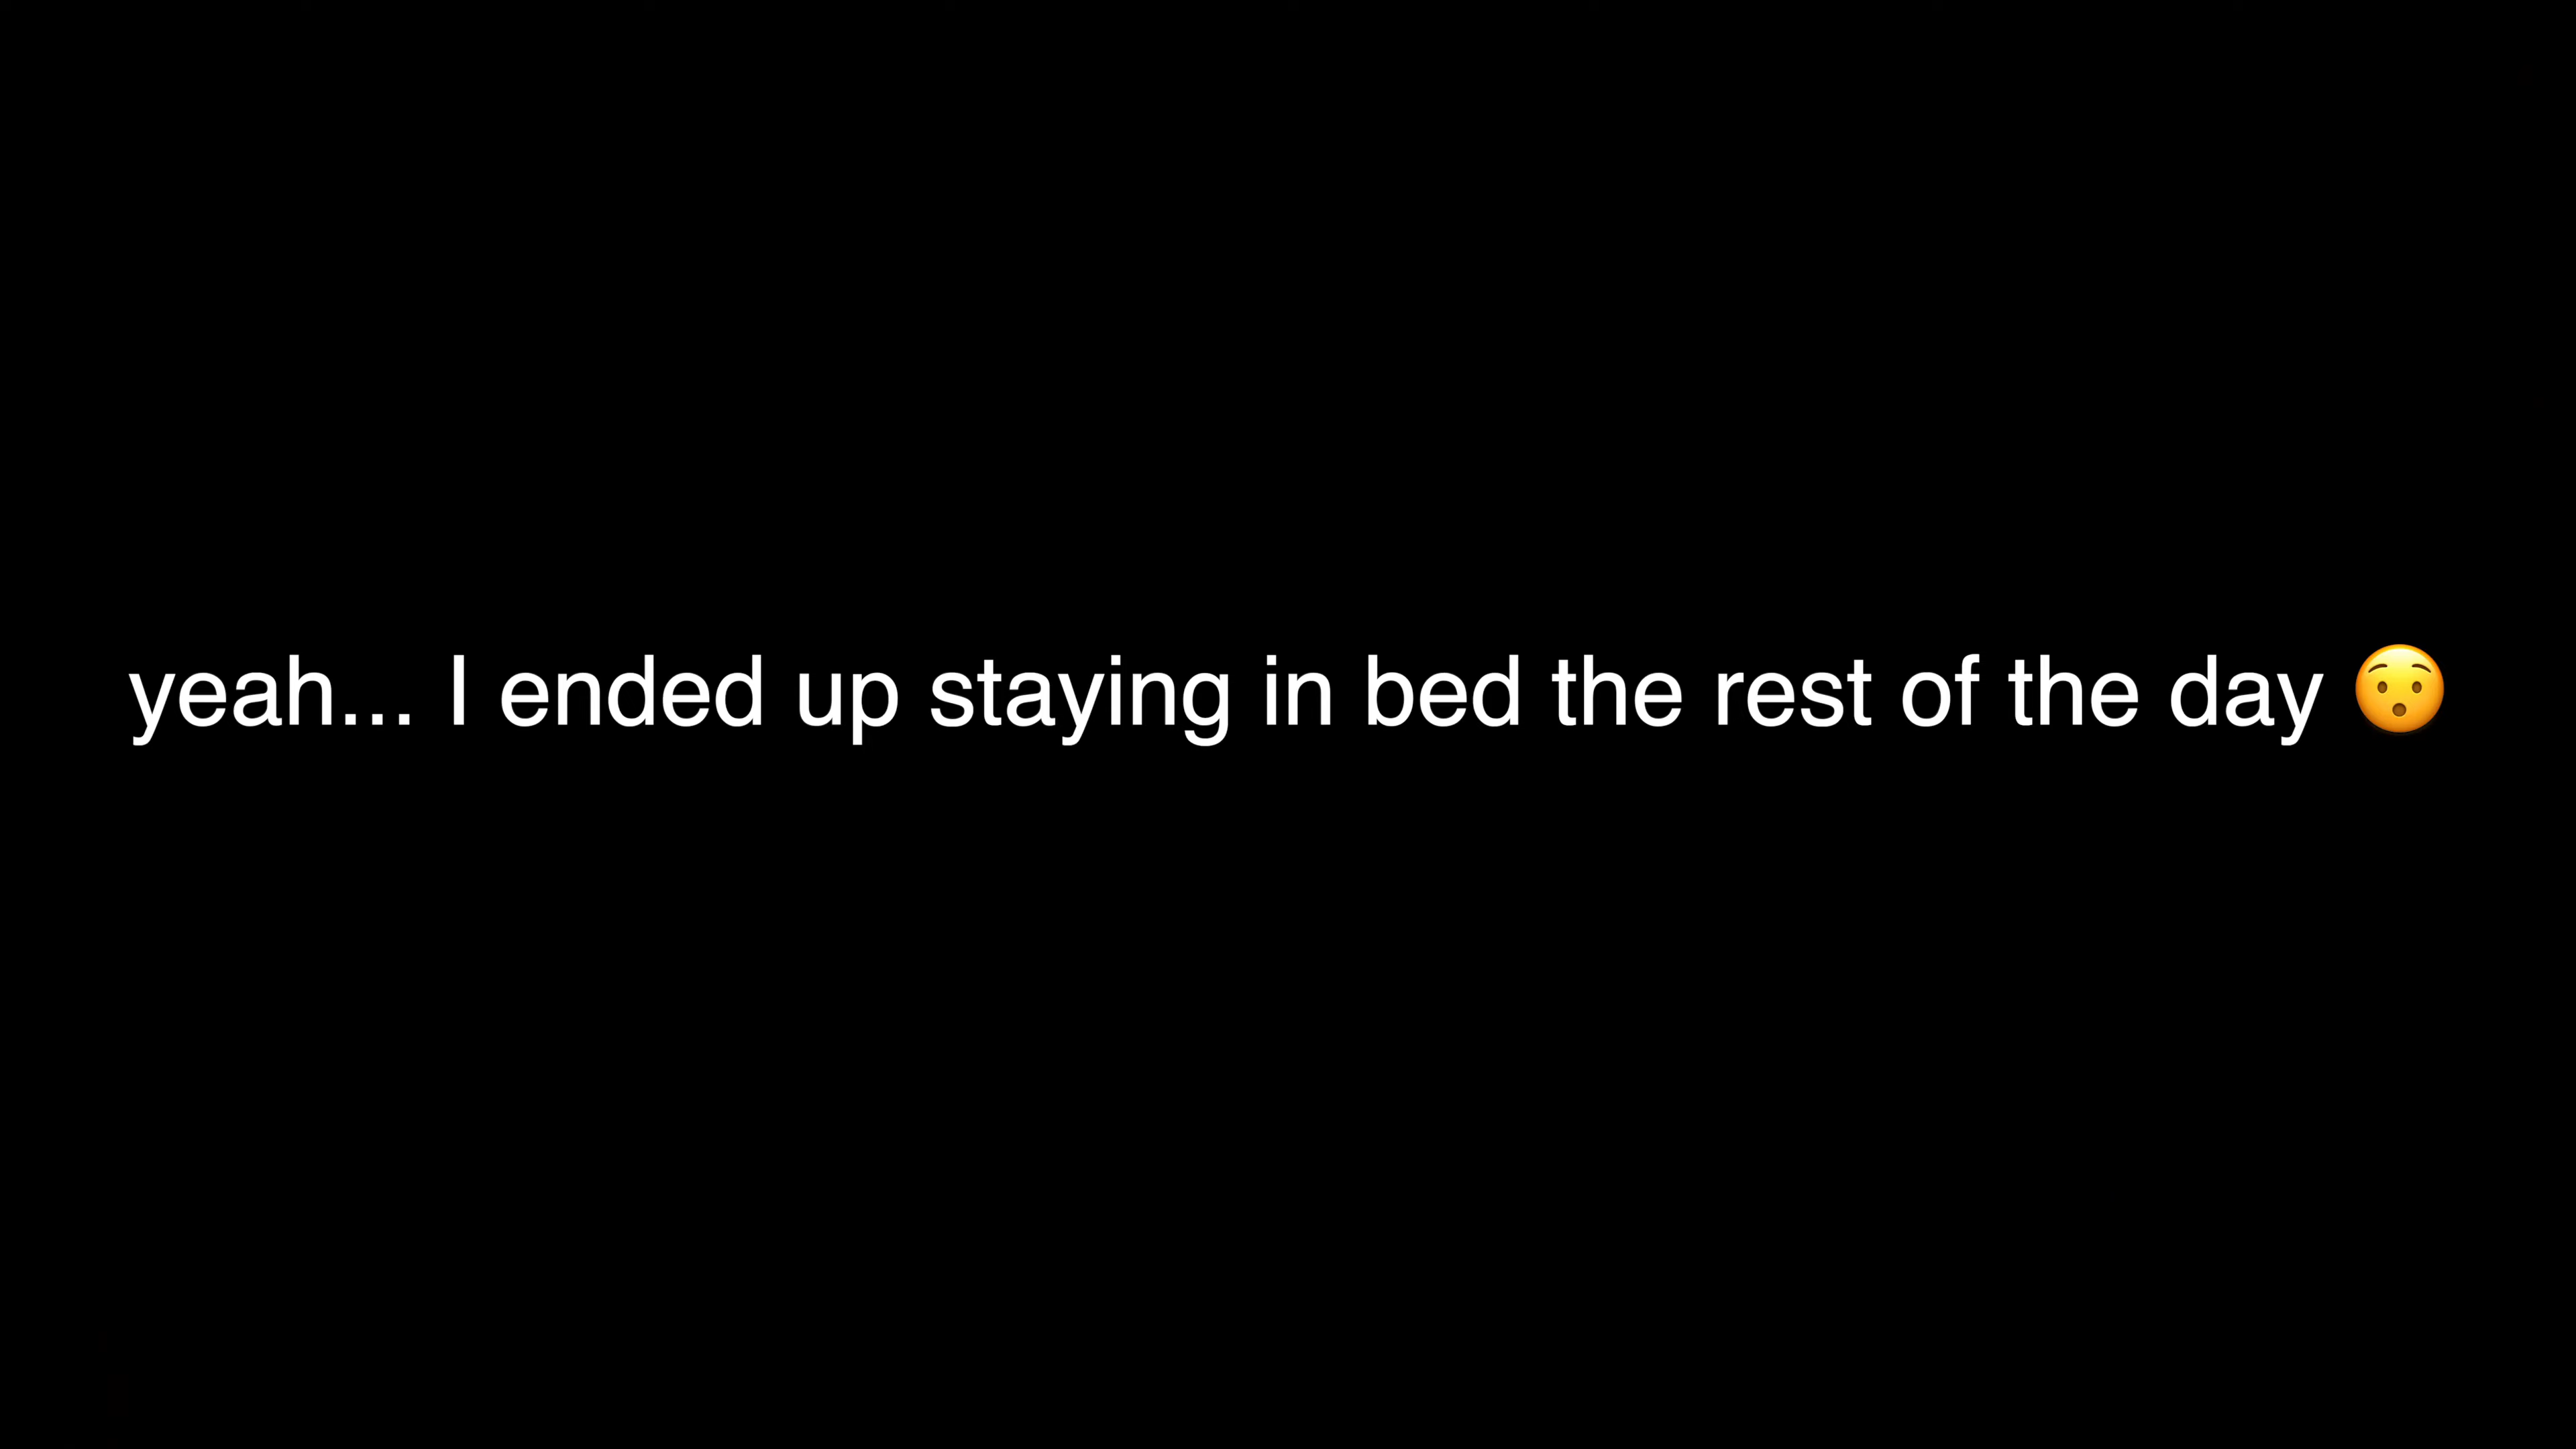 yeah... I ended up staying in bed the rest of the day 😯